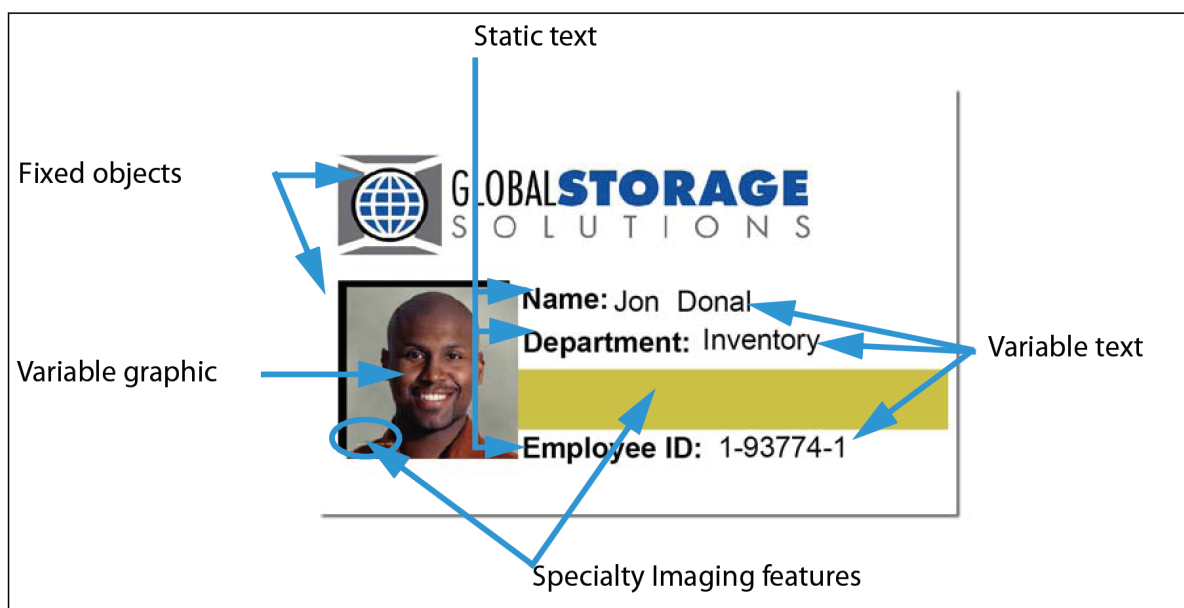 Static text
Fixed objects
GLOBALSTORAGE
SOLUTIONS
Name: Jon Donal
Department: Inventory
Variable text
Variable graphic
Employee ID: 1-93774-1
Specialty Imaging features